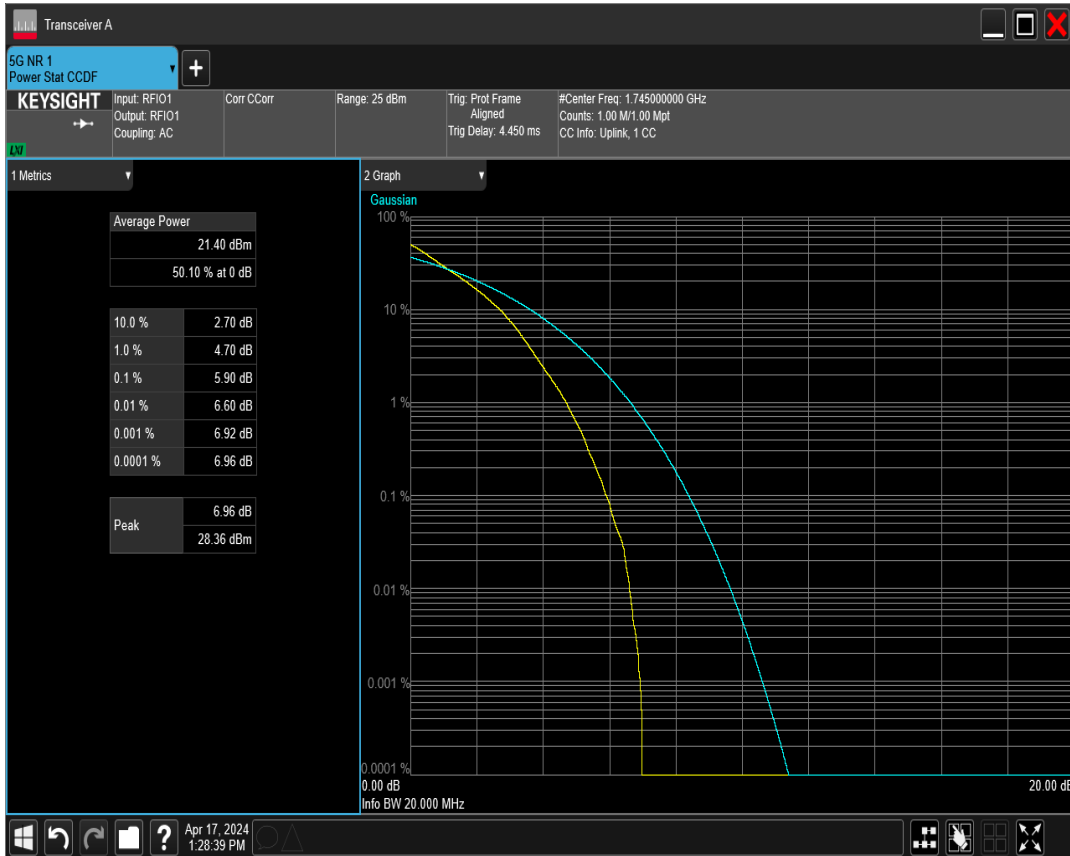 Transceiver A
5G NR 1
Power Stat CCDF
KEYSIGHT
LXI
Input: RFIO1
Output: RFIO1
Coupling: AC
Corr CCorr
Range: 25 dBm
Trig: Prot Frame
Aligned
Trig Delay: 4.450 ms
#Center Freq: 1.745000000 GHz
Counts: 1.00 M/1.00 Mpt
CC Info: Uplink, 1 CC
1 Metrics
Average Power
21.40 dBm
50.10 % at 0 dB
10.0 % 2.70 dB
1.0 % 4.70 dB
0.1 % 5.90 dB
0.01 % 6.60 dB
0.001 % 6.92 dB
0.0001 % 6.96 dB
Peak 6.96 dB
28.36 dBm
2 Graph
Gaussian
100 %
10 %
1 %
0.1 %
0.01 %
0.001 %
0.0001 %
0.00 dB 20.00 dB
Info BW 20.000 MHz
? Apr 17, 2024
1:28:39 PM